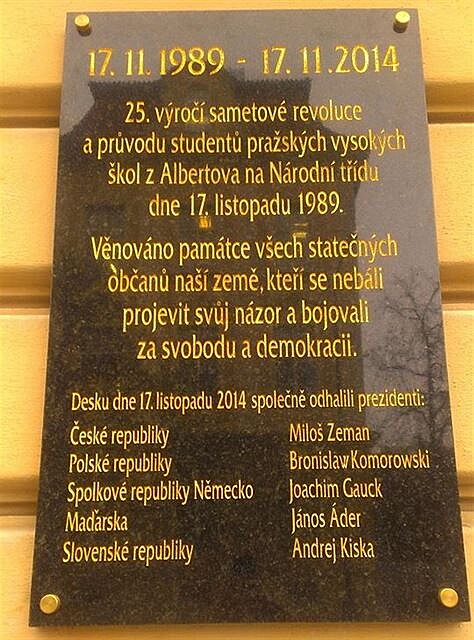 17. 11. 1989 - 17. 11. 2014
25. výročí sametové revoluce
a průvodu studentů pražských vysokých
škol z Albertova na Národní třídu
dne 17. listopadu 1989.
Věnováno památce všech statečných
občanů naší země, kteří se nebáli
projevit svůj názor a bojovali
za svobodu a demokracii.
Desku dne 17. listopadu 2014 společně odhalili prezidenti:
České republiky Miloš Zeman
Polské republiky Bronislaw Komorowski
Spolkové republiky Německo Joachim Gauck
Maďarska János Áder
Slovenské republiky Andrej Kiska